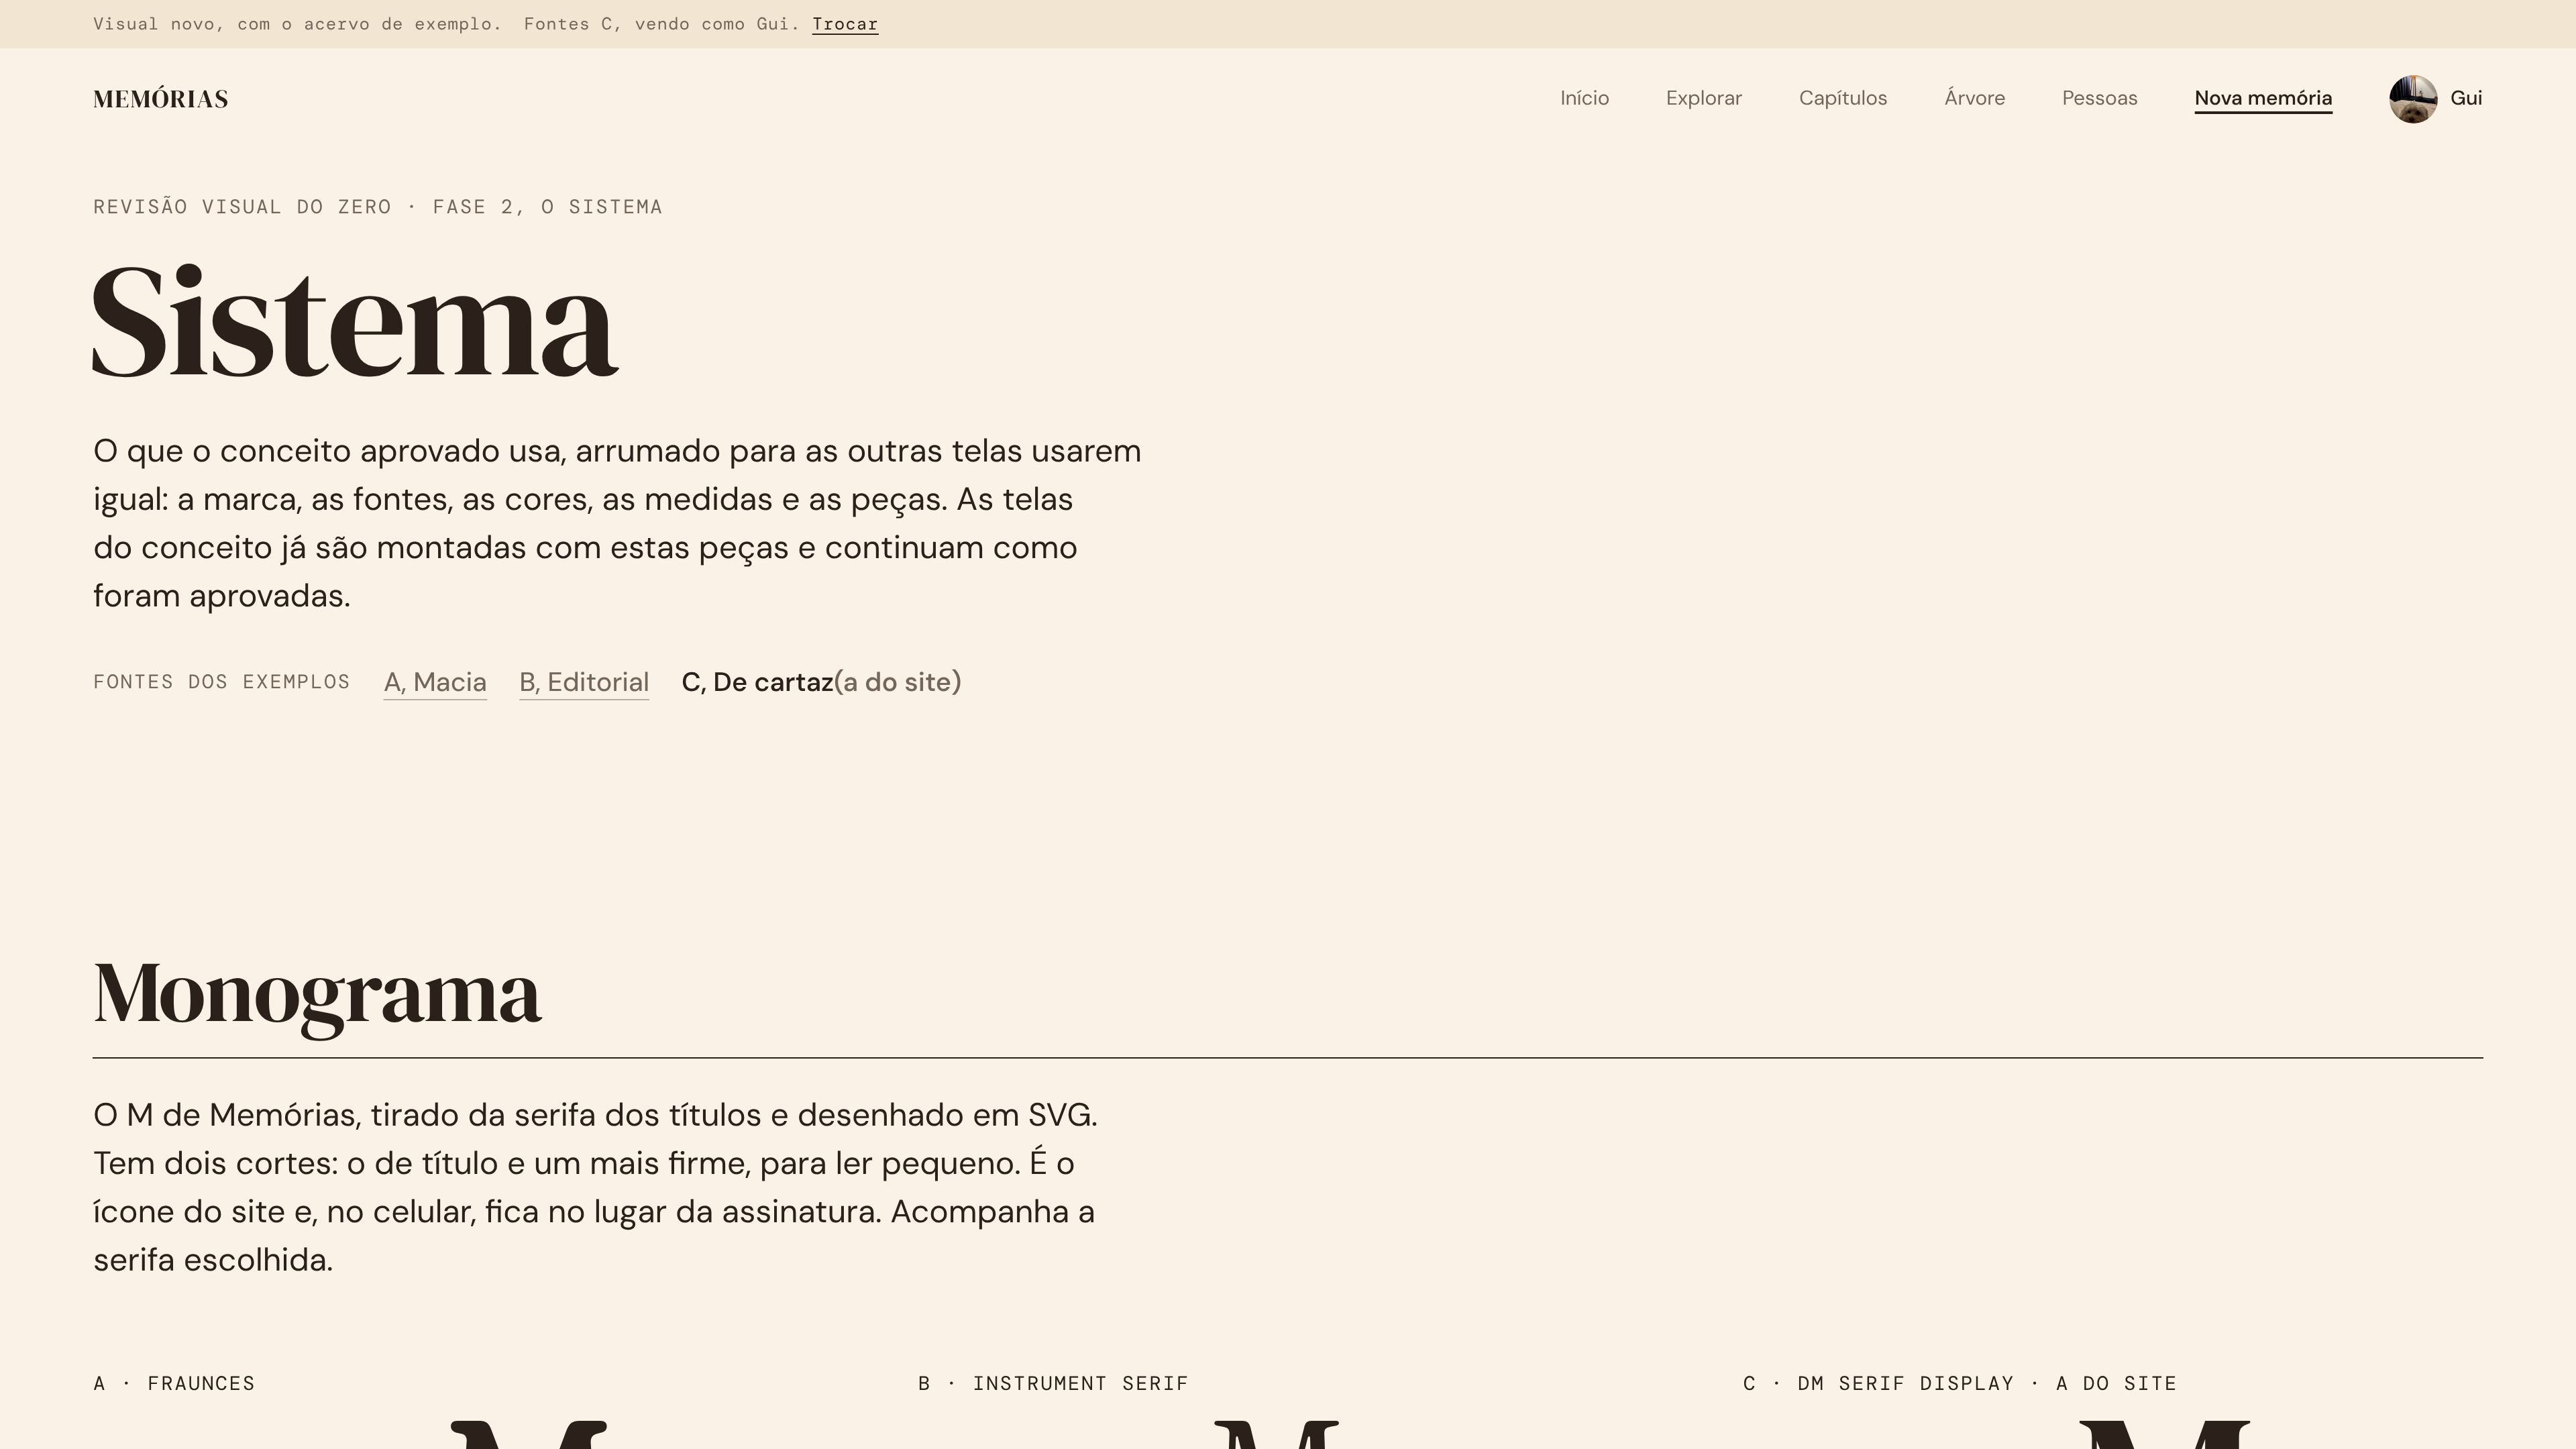 Visual novo, com o acervo de exemplo. Fontes C, vendo como Gui. Trocar
MEMÓRIAS
Início Explorar Capítulos Árvore Pessoas Nova memória Gui
REVISÃO VISUAL DO ZERO · FASE 2, O SISTEMA
Sistema
O que o conceito aprovado usa, arrumado para as outras telas usarem
igual: a marca, as fontes, as cores, as medidas e as peças. As telas
do conceito já são montadas com estas peças e continuam como
foram aprovadas.
FONTES DOS EXEMPLOS A, Macia B, Editorial C, De cartaz(a do site)
Monograma
O M de Memórias, tirado da serifa dos títulos e desenhado em SVG.
Tem dois cortes: o de título e um mais firme, para ler pequeno. É o
ícone do site e, no celular, fica no lugar da assinatura. Acompanha a
serifa escolhida.
A · FRAUNCES B · INSTRUMENT SERIF C · DM SERIF DISPLAY · A DO SITE
M M M